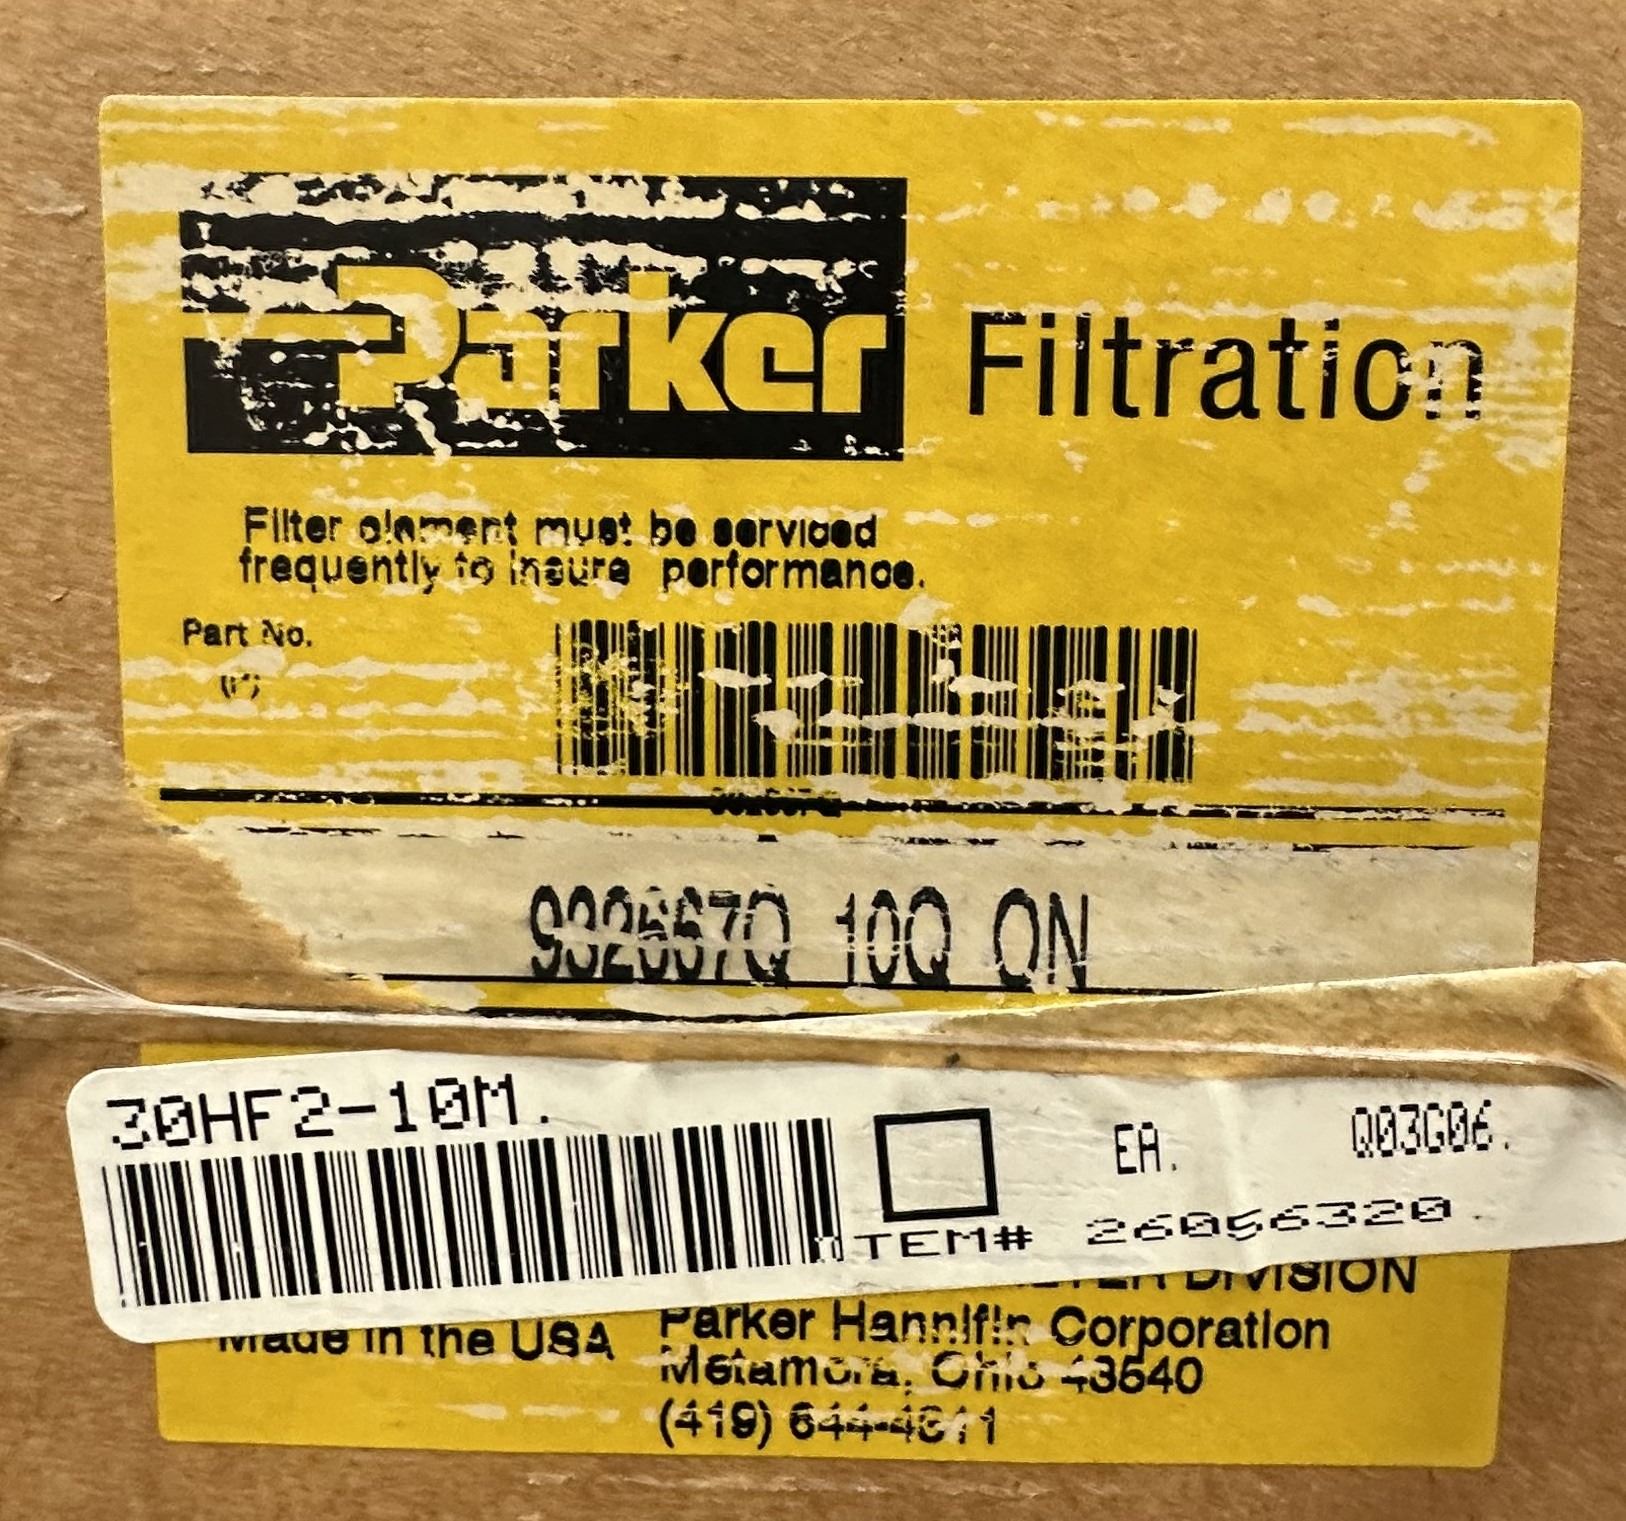 Parker Filtration
Filter element must be serviced
frequently to insure performance.
Part No.
(P)
932667Q 10Q QN
30HF2-10M.
EA. Q03G06.
ITEM# 26056320
DIVISION
Made in the USA
Parker Hannifin Corporation
Metamora, Ohio 43540
(419) 644-4311